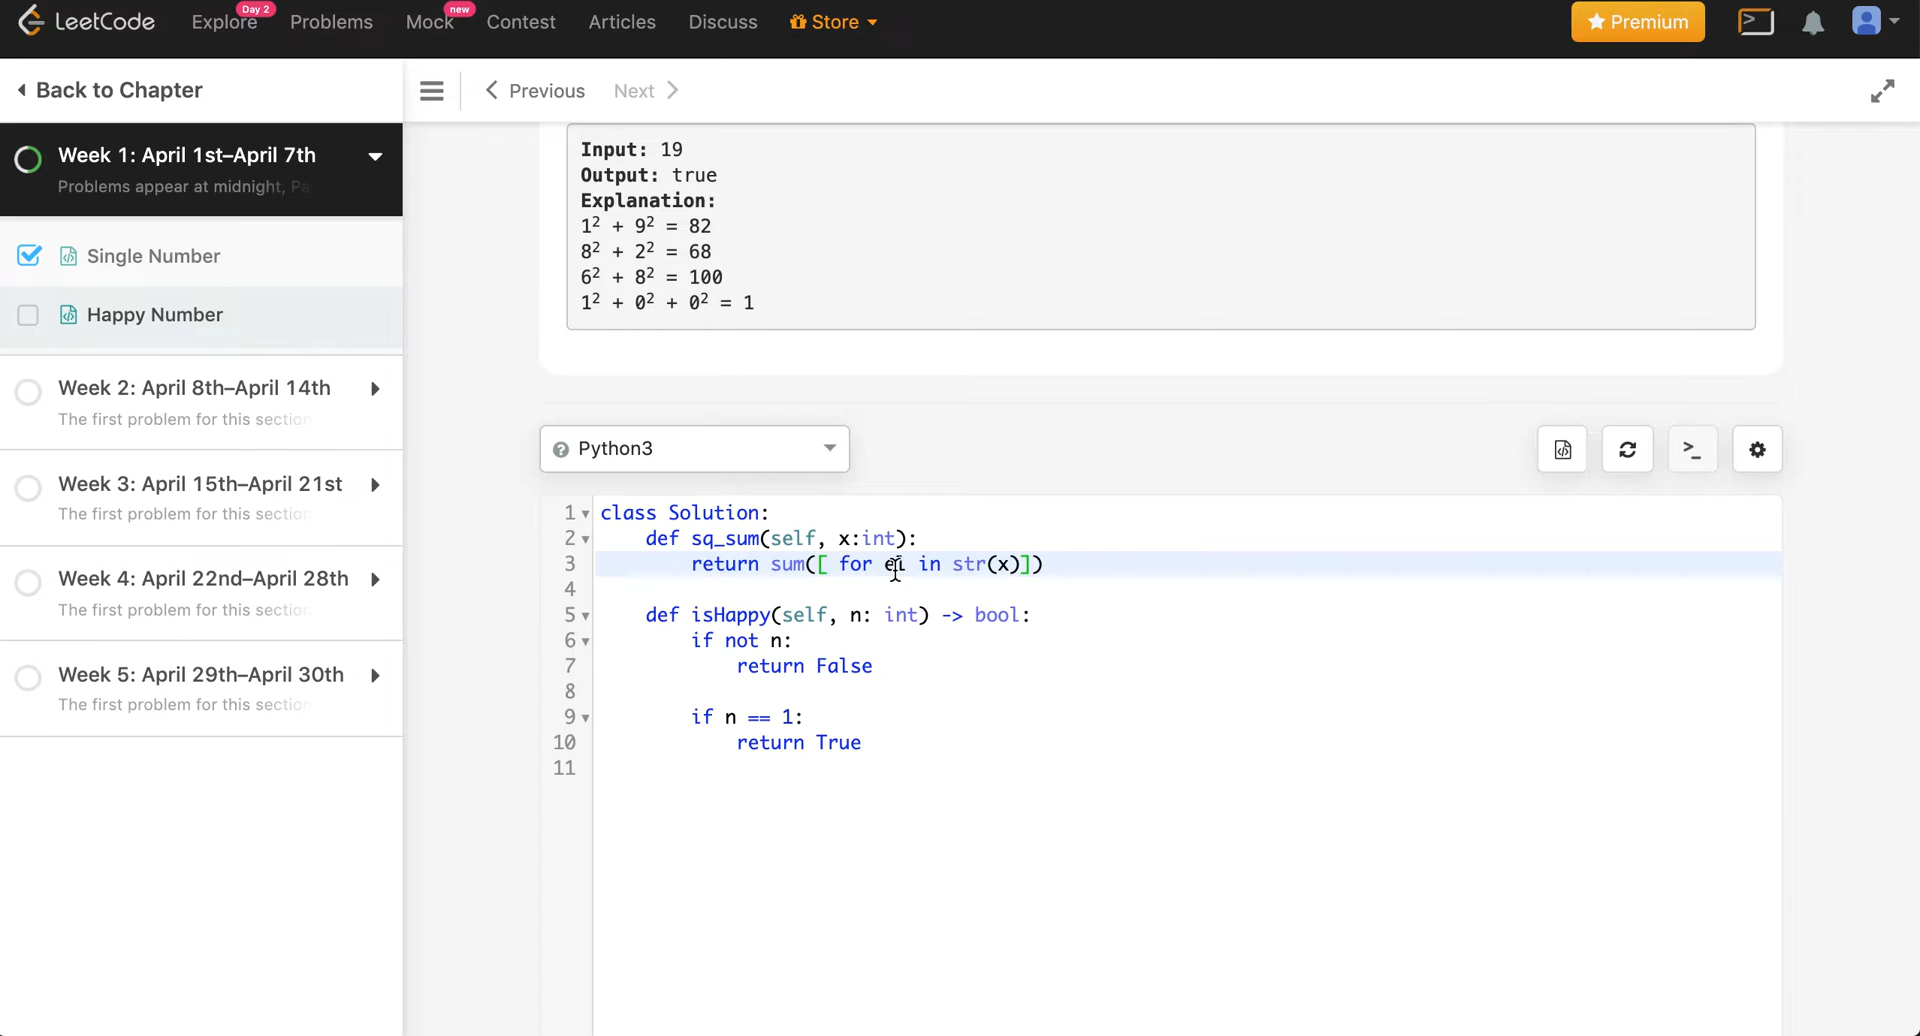 LeetCode Explore Day 2 Problems Mock new Contest Articles Discuss Store Premium
Back to Chapter
Previous Next
Week 1: April 1st–April 7th
Problems appear at midnight, Pa
Single Number
Happy Number
Week 2: April 8th–April 14th
The first problem for this section
Week 3: April 15th–April 21st
The first problem for this section
Week 4: April 22nd–April 28th
The first problem for this section
Week 5: April 29th–April 30th
The first problem for this section
Input: 19
Output: true
Explanation:
1² + 9² = 82
8² + 2² = 68
6² + 8² = 100
1² + 0² + 0² = 1
Python3
1 class Solution:
2 def sq_sum(self, x:int):
3 return sum([ for in str(x)])
4
5 def isHappy(self, n: int) -> bool:
6 if not n:
7 return False
8
9 if n == 1:
10 return True
11